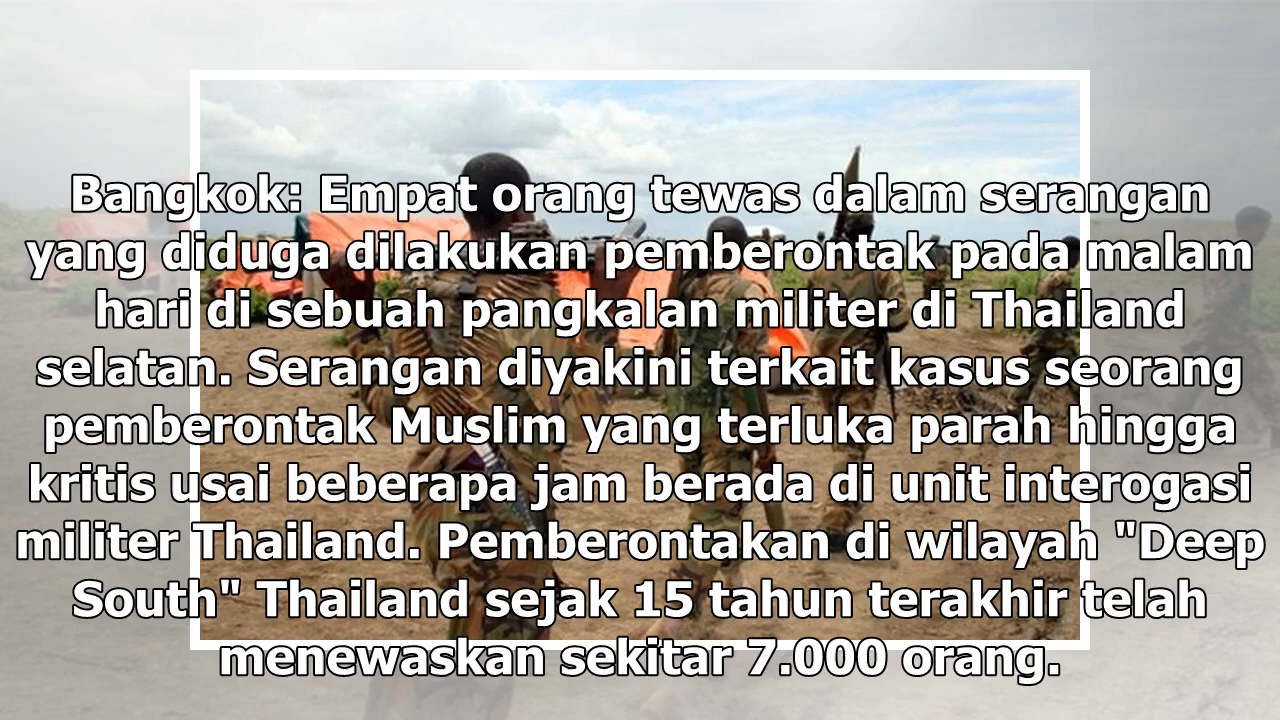 Bangkok: Empat orang tewas dalam serangan
yang diduga dilakukan pemberontak pada malam
hari di sebuah pangkalan militer di Thailand
selatan. Serangan diyakini terkait kasus seorang
pemberontak Muslim yang terluka parah hingga
kritis usai beberapa jam berada di unit interogasi
militer Thailand. Pemberontakan di wilayah "Deep
South" Thailand sejak 15 tahun terakhir telah
menewaskan sekitar 7.000 orang.